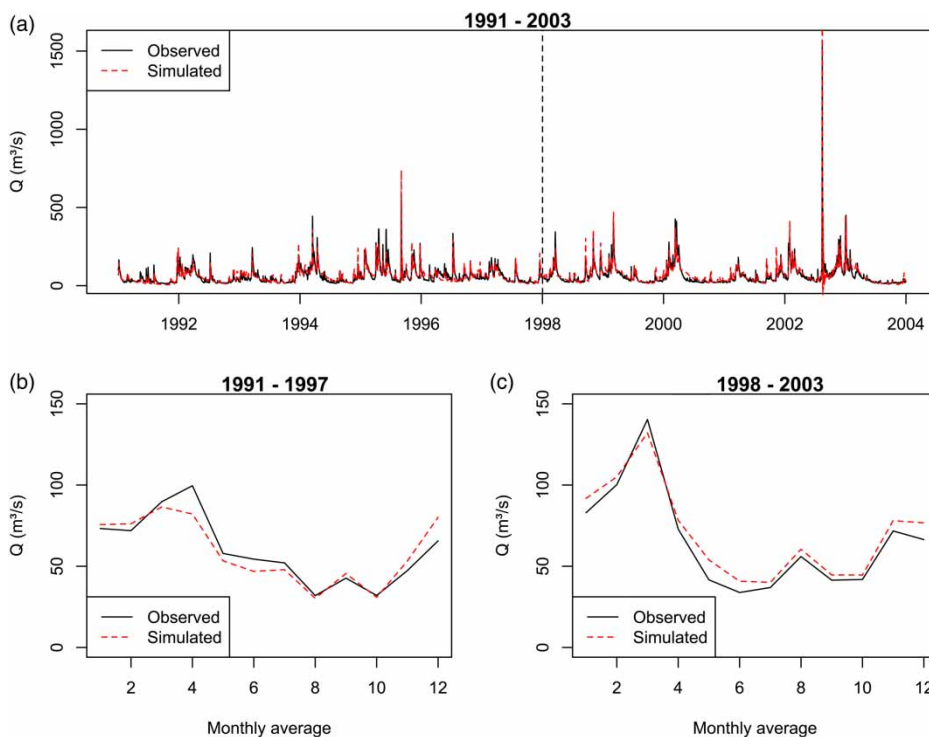 (a)
1991 - 2003
Observed
Simulated
Q (m³/s)
1500
1000
500
0
1992 1994 1996 1998 2000 2002 2004
(b)
1991 - 1997
Q (m³/s)
150
100
50
0
Observed
Simulated
2 4 6 8 10 12
Monthly average
(c)
1998 - 2003
Q (m³/s)
150
100
50
0
Observed
Simulated
2 4 6 8 10 12
Monthly average